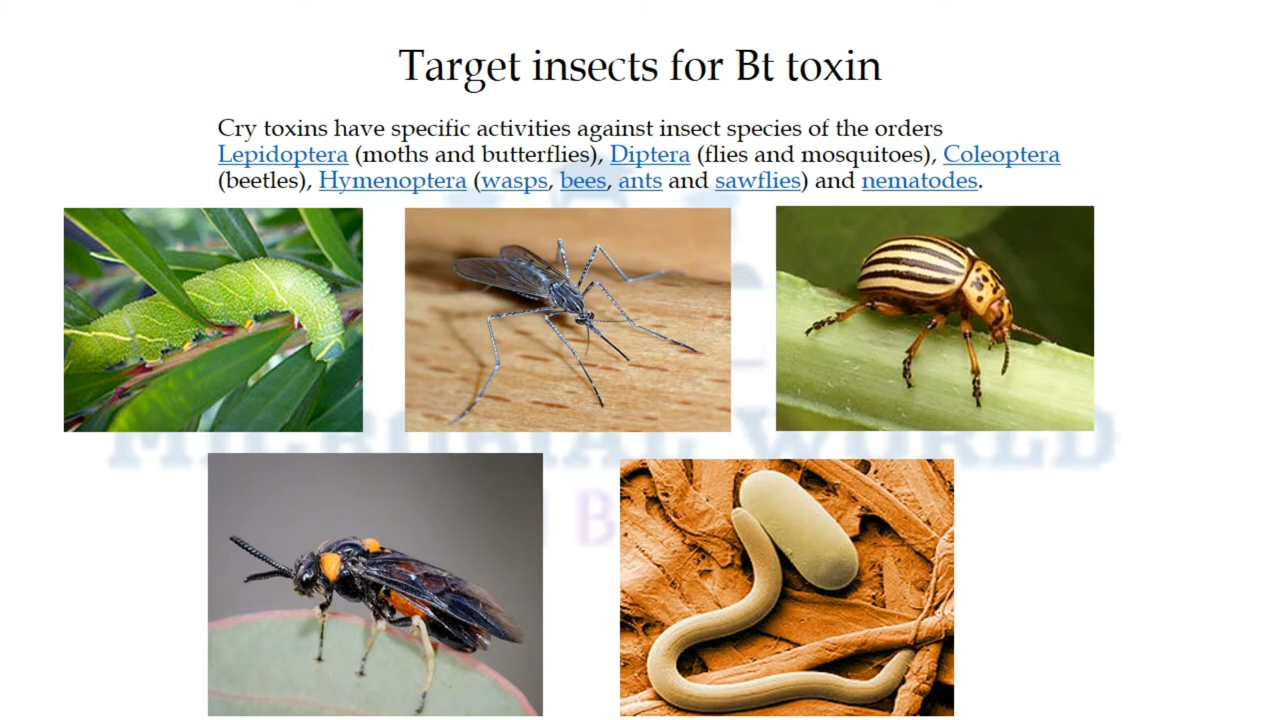 Target insects for Bt toxin
Cry toxins have specific activities against insect species of the orders
Lepidoptera (moths and butterflies), Diptera (flies and mosquitoes), Coleoptera
(beetles), Hymenoptera (wasps, bees, ants and sawflies) and nematodes.
WORLD